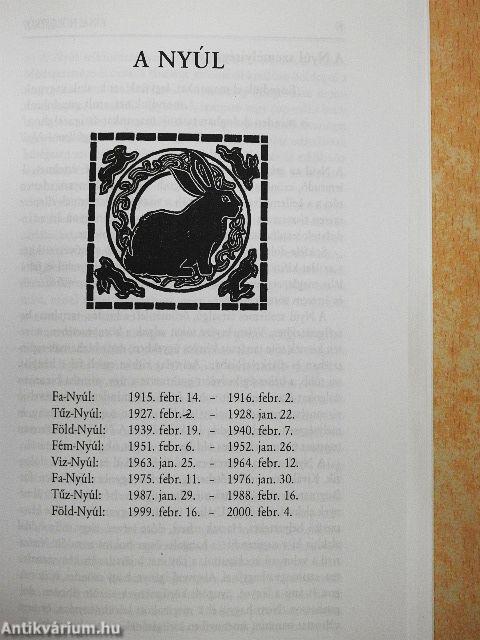 A NYÚL
Fa-Nyúl: 1915. febr. 14. – 1916. febr. 2.
Tűz-Nyúl: 1927. febr. 2. – 1928. jan. 22.
Föld-Nyúl: 1939. febr. 19. – 1940. febr. 7.
Fém-Nyúl: 1951. febr. 6. – 1952. jan. 26.
Viz-Nyúl: 1963. jan. 25. – 1964. febr. 12.
Fa-Nyúl: 1975. febr. 11. – 1976. jan. 30.
Tűz-Nyúl: 1987. jan. 29. – 1988. febr. 16.
Föld-Nyúl: 1999. febr. 16. – 2000. febr. 4.
Antikvárium.hu